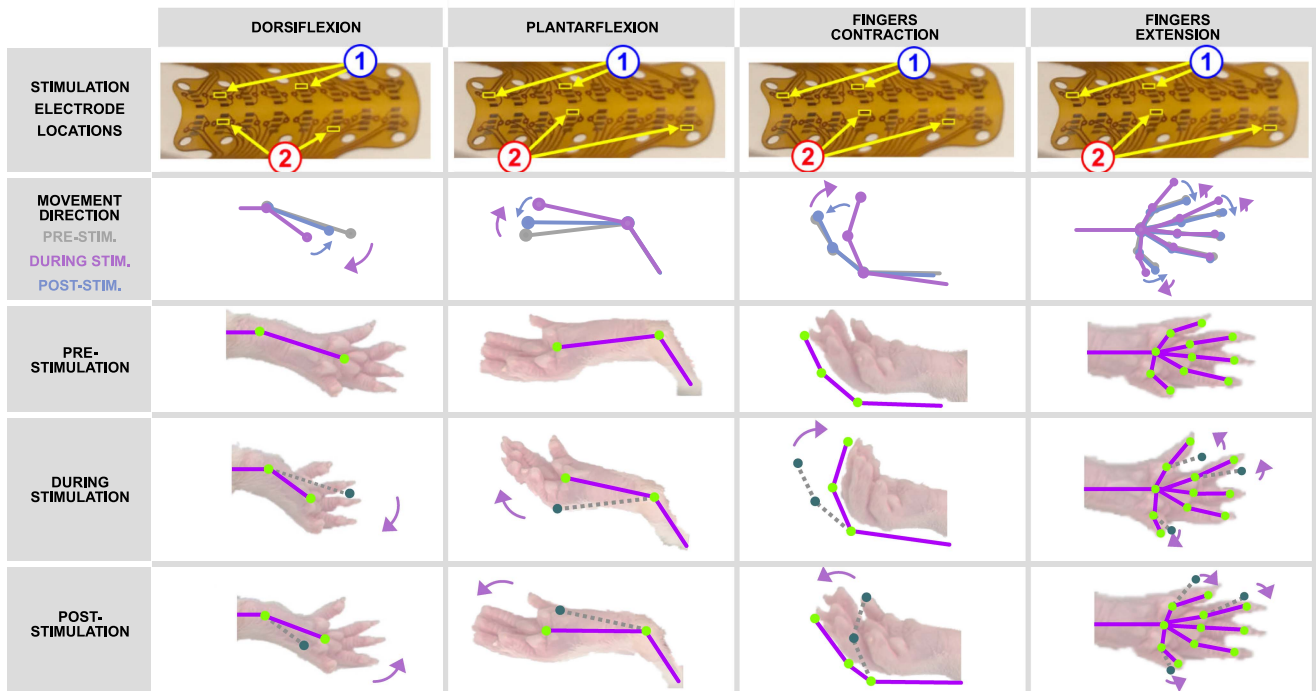 DORSIFLEXION
PLANTARFLEXION
FINGERS
CONTRACTION
FINGERS
EXTENSION
STIMULATION
ELECTRODE
LOCATIONS
1
2
1
2
1
2
1
2
MOVEMENT
DIRECTION
PRE-STIM.
DURING STIM.
POST-STIM.
PRE-
STIMULATION
DURING
STIMULATION
POST-
STIMULATION